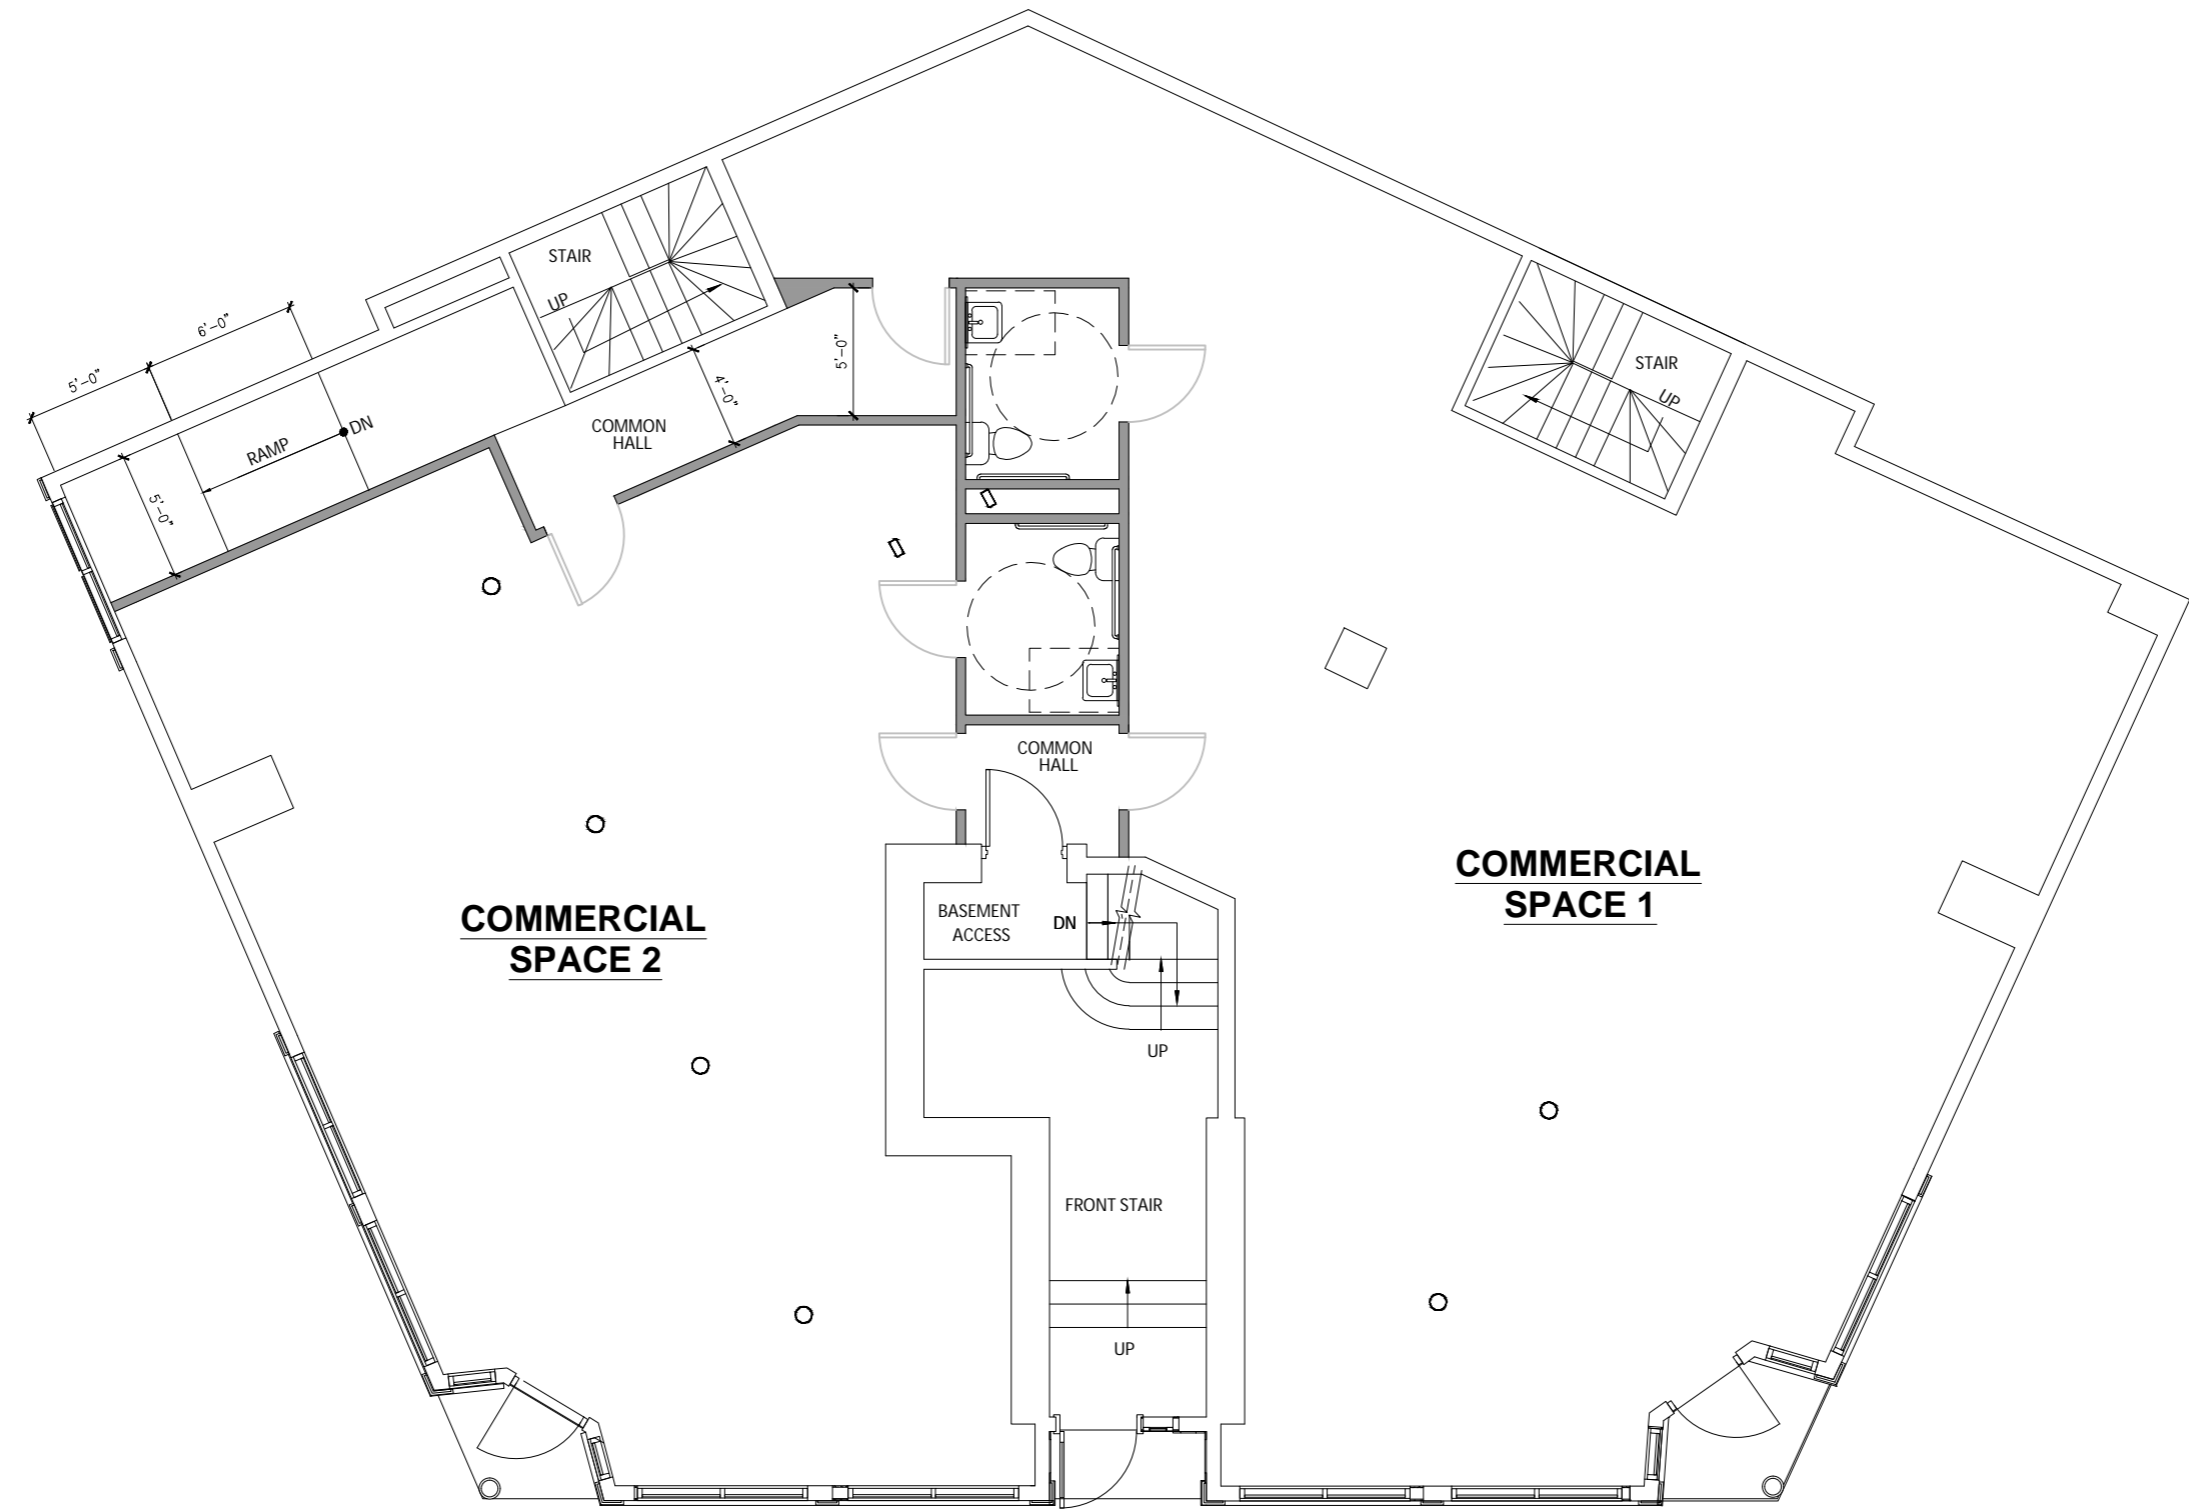 STAIR
UP
6'-0"
5'-0"
RAMP
DN
5'-0"
COMMON
HALL
4'-0"
5'-0"
STAIR
UP
COMMON
HALL
COMMERCIAL
SPACE 1
COMMERCIAL
SPACE 2
BASEMENT
ACCESS
DN
UP
FRONT STAIR
UP